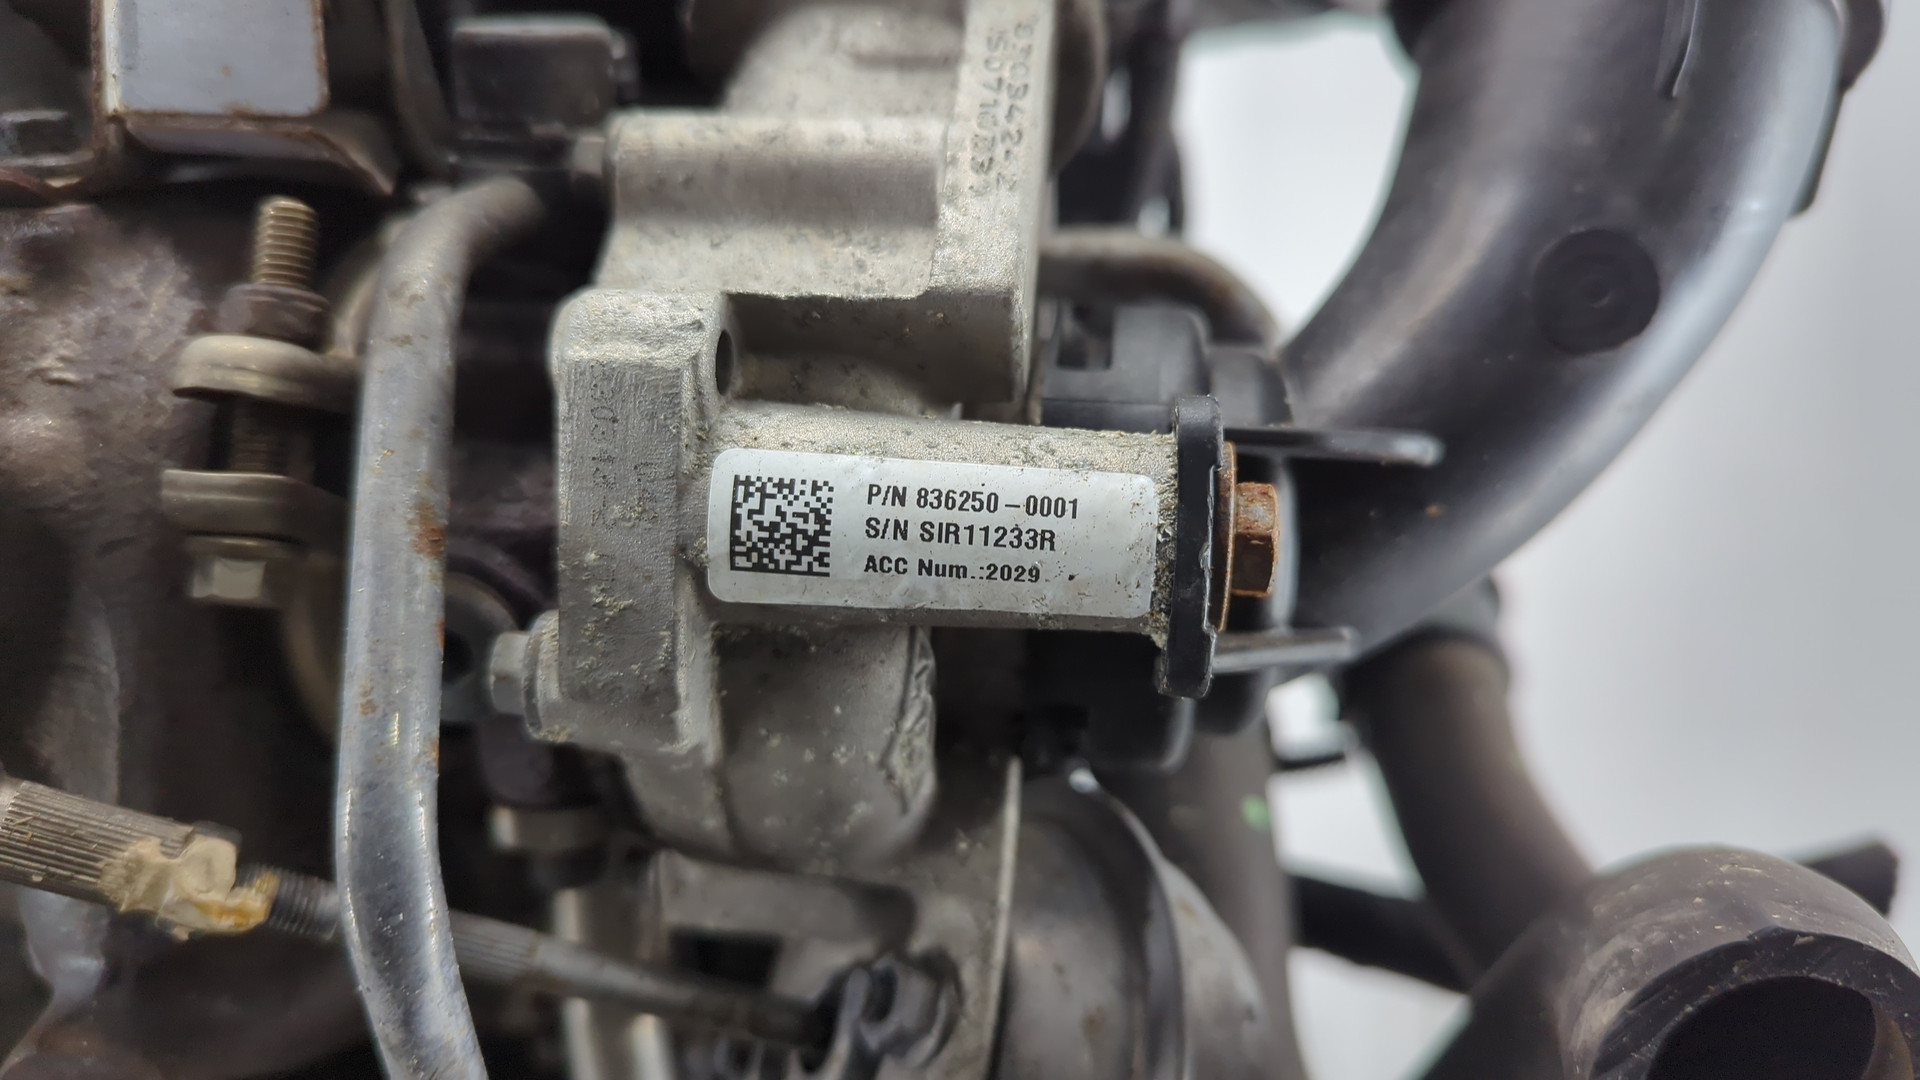 P/N 836250-0001
S/N SIR11233R
ACC Num.:2029